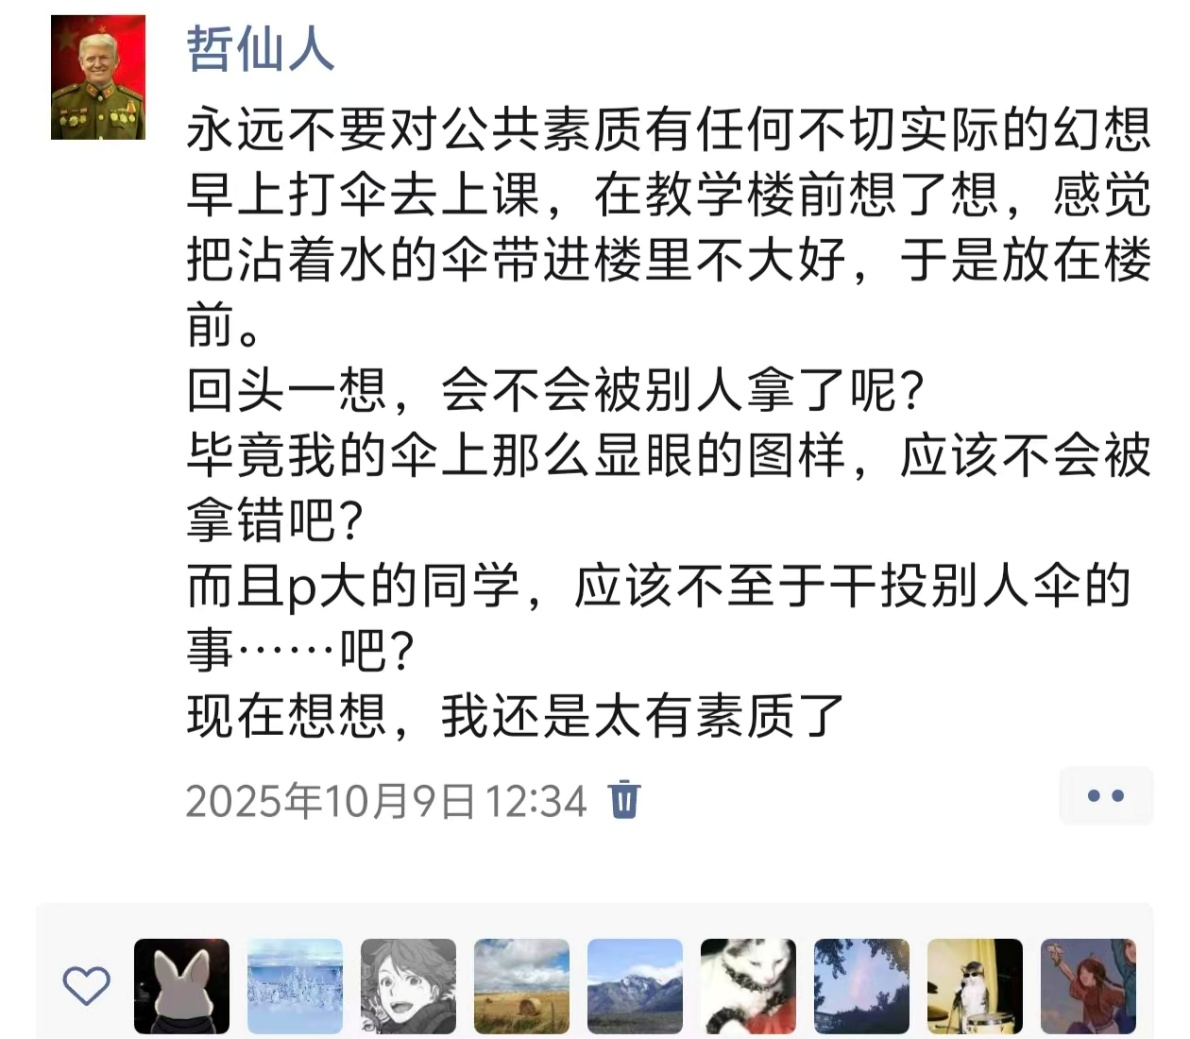 哲仙人
永远不要对公共素质有任何不切实际的幻想
早上打伞去上课，在教学楼前想了想，感觉
把沾着水的伞带进楼里不大好，于是放在楼
前。
回头一想，会不会被别人拿了呢？
毕竟我的伞上那么显眼的图样，应该不会被
拿错吧？
而且p大的同学，应该不至于干投别人伞的
事……吧？
现在想想，我还是太有素质了
2025年10月9日 12:34